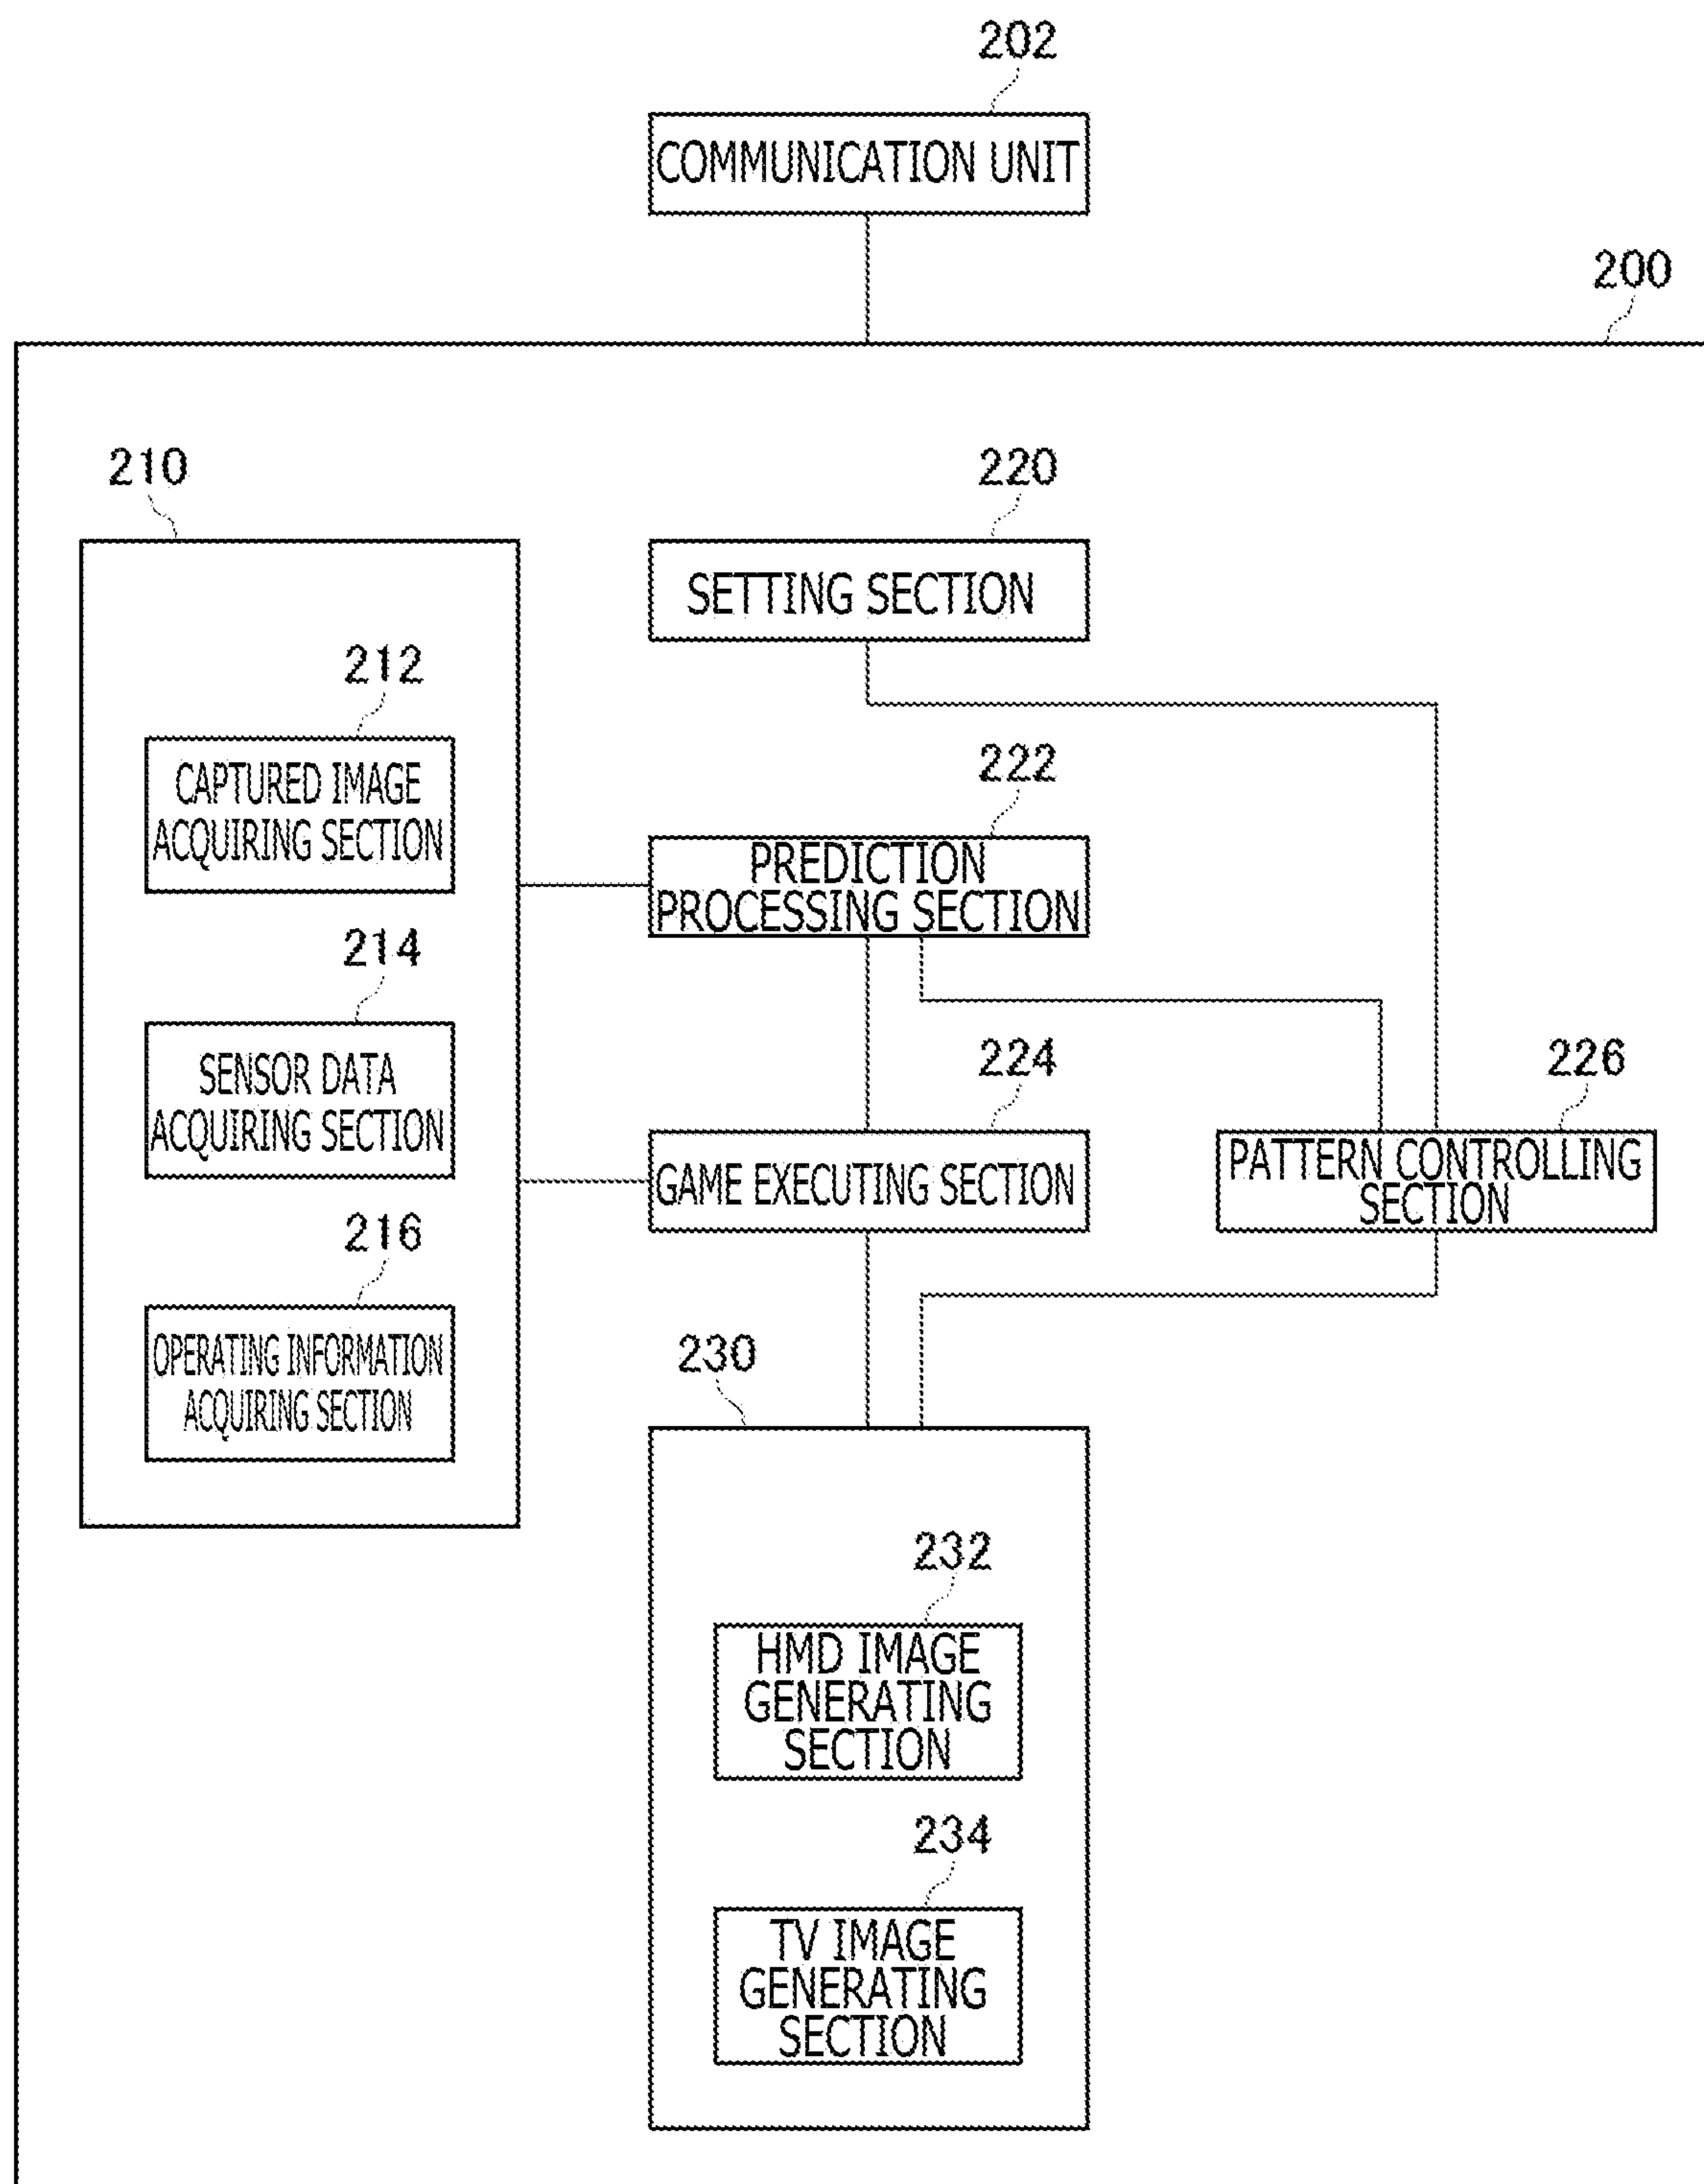 202
COMMUNICATION UNIT
200
210
220
SETTING SECTION
212
CAPTURED IMAGE
ACQUIRING SECTION
222
PREDICTION
PROCESSING SECTION
214
SENSOR DATA
ACQUIRING SECTION
224
GAME EXECUTING SECTION
226
PATTERN CONTROLLING
SECTION
216
OPERATING INFORMATION
ACQUIRING SECTION
230
232
HMD IMAGE
GENERATING
SECTION
234
TV IMAGE
GENERATING
SECTION